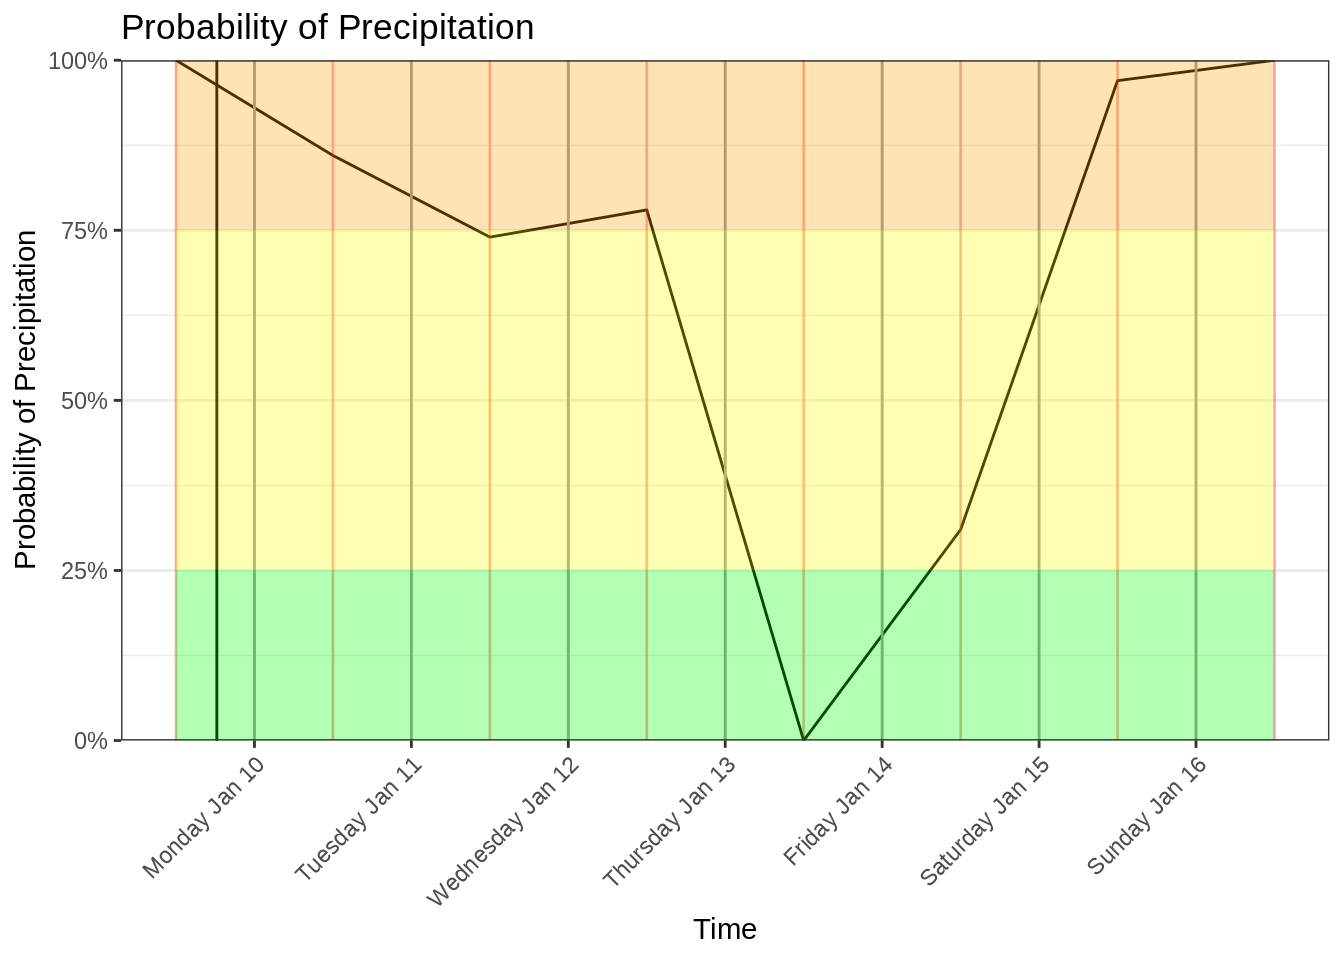 Probability of Precipitation
Probability of Precipitation
100%
75%
50%
25%
0%
Monday Jan 10
Tuesday Jan 11
Wednesday Jan 12
Thursday Jan 13
Friday Jan 14
Saturday Jan 15
Sunday Jan 16
Time